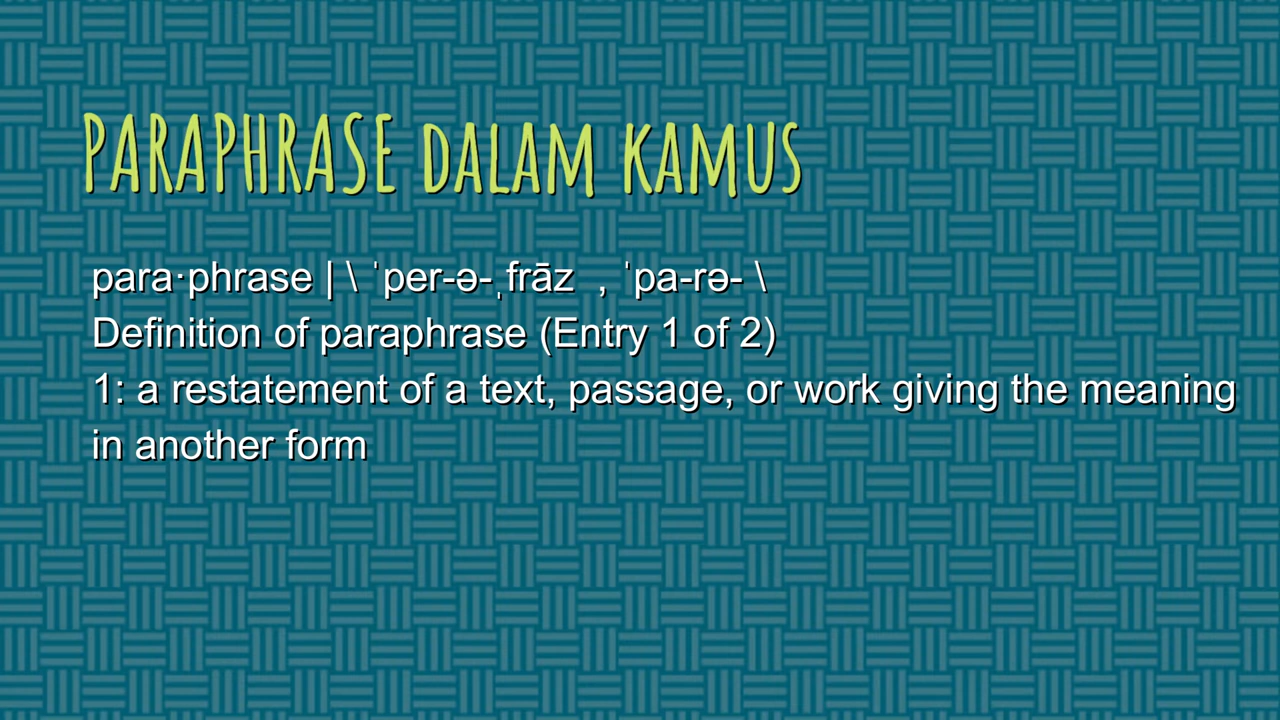 PARAPHRASE DALAM KAMUS
para·phrase | \ ˈper-ə-ˌfrāz  , ˈpa-rə- \
Definition of paraphrase (Entry 1 of 2)
1: a restatement of a text, passage, or work giving the meaning
in another form